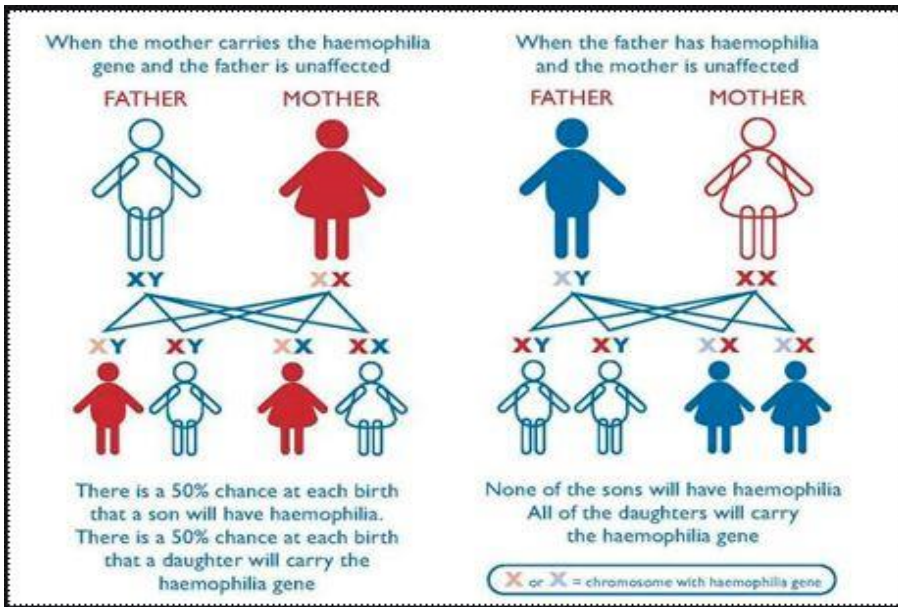 When the mother carries the haemophilia
gene and the father is unaffected
FATHER MOTHER
XY XX
XY XY XX XX
There is a 50% chance at each birth
that a son will have haemophilia.
There is a 50% chance at each birth
that a daughter will carry the
haemophilia gene
When the father has haemophilia
and the mother is unaffected
FATHER MOTHER
XY XX
XY XY XX XX
None of the sons will have haemophilia
All of the daughters will carry
the haemophilia gene
X or X = chromosome with haemophilia gene